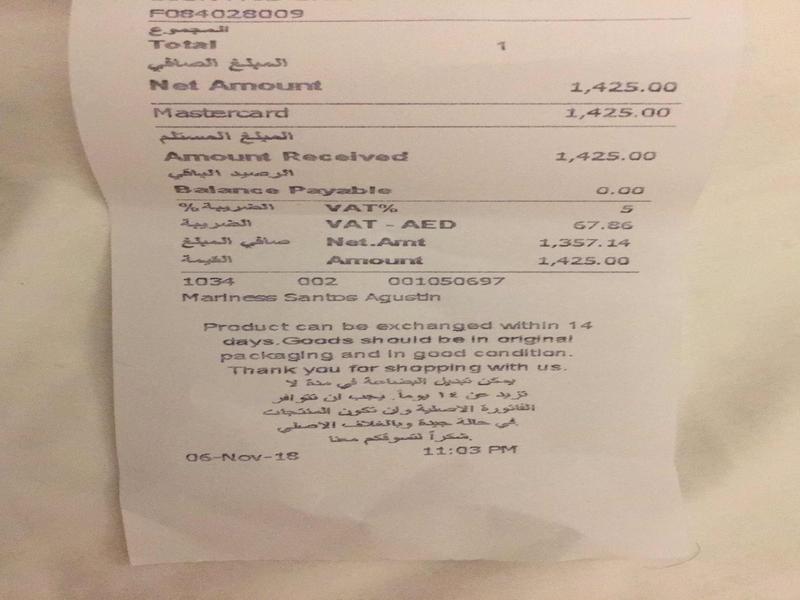 F084028009
المجموع
Total 1
المبلغ الصافي
Net Amount 1,425.00
Mastercard 1,425.00
المبلغ المستلم
Amount Received 1,425.00
الرصيد الباقي
Balance Payable 0.00
الضريبة % VAT% 5
الضريبة VAT - AED 67.86
صافي المبلغ Net.Amt 1,357.14
القيمة Amount 1,425.00
1034 002 001050697
Mariness Santos Agustin
Product can be exchanged within 14
days.Goods should be in original
packaging and in good condition.
Thank you for shopping with us.
يمكن تبديل البضاعة في مدة لا
تزيد عن ١٤ يوماً. يجب ان تتوافر
الفاتورة الاصلية وان تكون المنتجات
في حالة جيدة وبالغلاف الاصلي.
شكراً لتسوقكم معنا.
06-Nov-18 11:03 PM